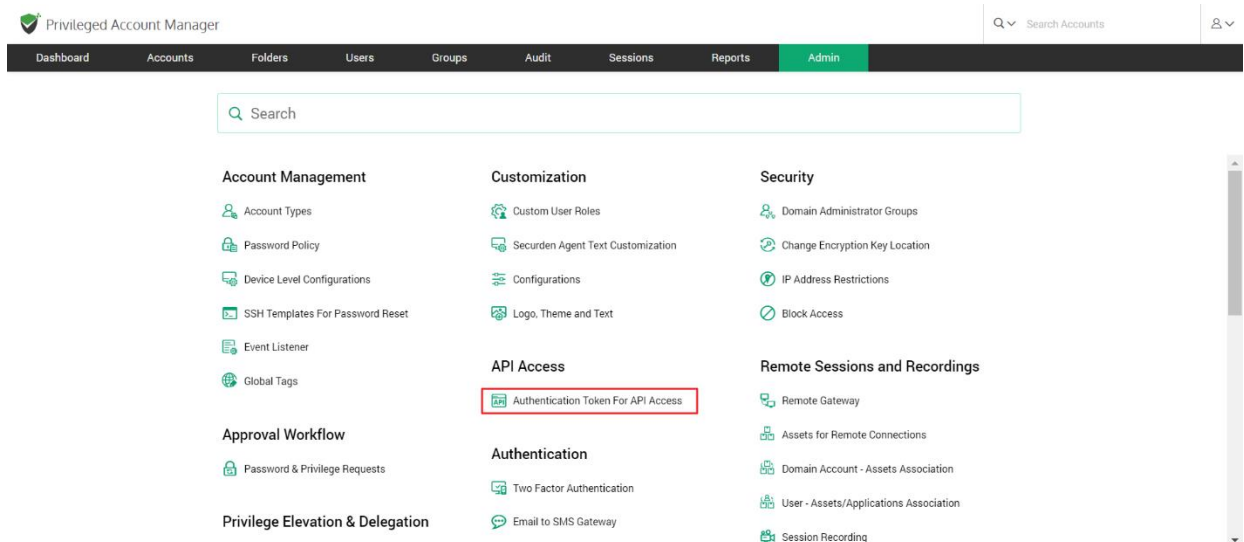 Privileged Account Manager
Search Accounts
Dashboard Accounts Folders Users Groups Audit Sessions Reports Admin
Search
Account Management
Account Types
Password Policy
Device Level Configurations
SSH Templates For Password Reset
Event Listener
Global Tags
Approval Workflow
Password & Privilege Requests
Privilege Elevation & Delegation
Customization
Custom User Roles
Securden Agent Text Customization
Configurations
Logo, Theme and Text
API Access
API Authentication Token For API Access
Authentication
Two Factor Authentication
Email to SMS Gateway
Security
Domain Administrator Groups
Change Encryption Key Location
IP Address Restrictions
Block Access
Remote Sessions and Recordings
Remote Gateway
Assets for Remote Connections
Domain Account - Assets Association
User - Assets/Applications Association
Session Recording